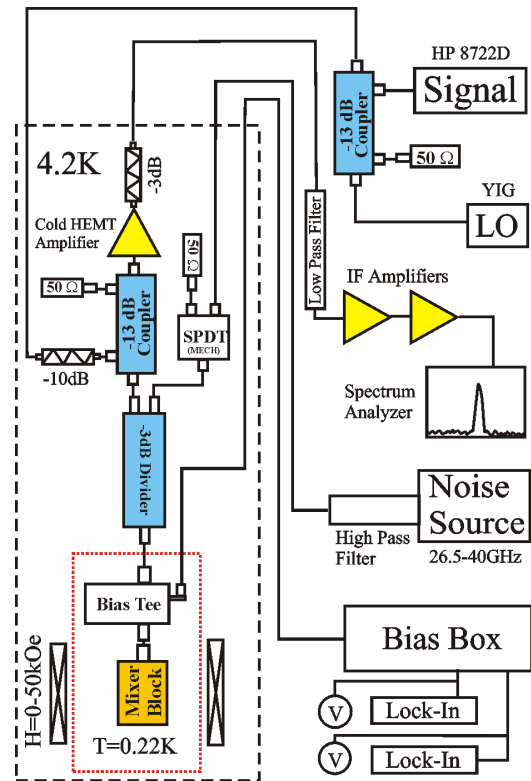 HP 8722D
Signal
-13 dB
Coupler
50 Ω
YIG
LO
4.2K
-3dB
Cold HEMT
Amplifier
50 Ω
50 Ω
-13 dB
Coupler
SPDT
(MECH)
-10dB
Low Pass Filter
IF Amplifiers
Spectrum
Analyzer
-3dB Divider
Noise
Source
High Pass
Filter
26.5-40GHz
Bias Tee
Mixer
Block
T=0.22K
H=0-50kOe
Bias Box
V
Lock-In
V
Lock-In